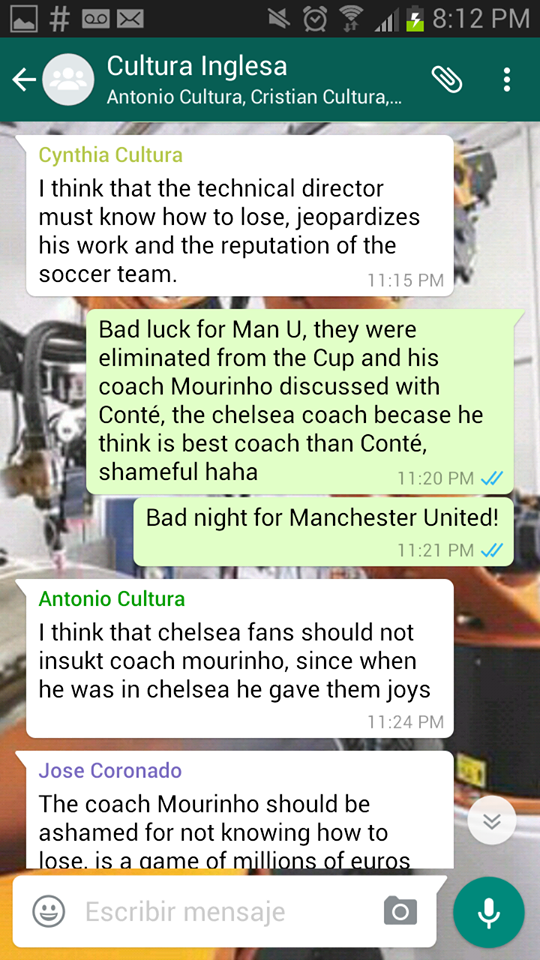 8:12 PM
Cultura Inglesa
Antonio Cultura, Cristian Cultura,...
Cynthia Cultura
I think that the technical director
must know how to lose, jeopardizes
his work and the reputation of the
soccer team.
11:15 PM
Bad luck for Man U, they were
eliminated from the Cup and his
coach Mourinho discussed with
Conté, the chelsea coach becase he
think is best coach than Conté,
shameful haha
11:20 PM
Bad night for Manchester United!
11:21 PM
Antonio Cultura
I think that chelsea fans should not
insukt coach mourinho, since when
he was in chelsea he gave them joys
11:24 PM
Jose Coronado
The coach Mourinho should be
ashamed for not knowing how to
lose, is a game of millions of euros
Escribir mensaje